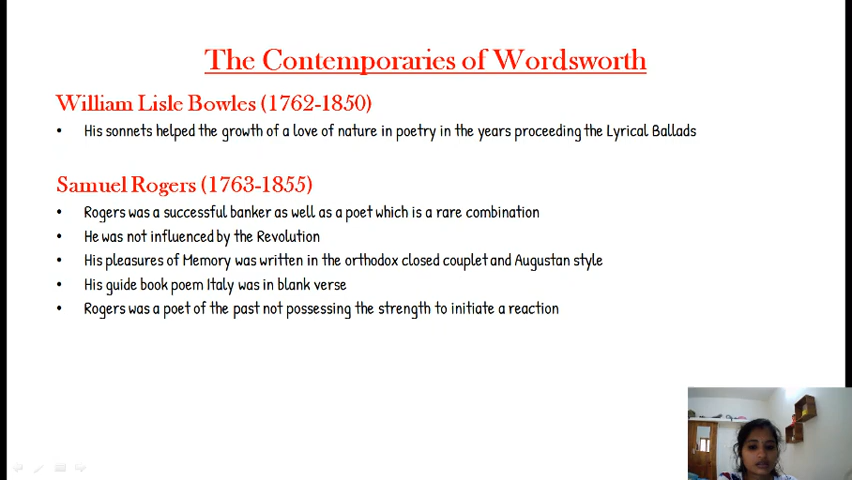 The Contemporaries of Wordsworth
William Lisle Bowles (1762-1850)
• His sonnets helped the growth of a love of nature in poetry in the years proceeding the Lyrical Ballads
Samuel Rogers (1763-1855)
• Rogers was a successful banker as well as a poet which is a rare combination
• He was not influenced by the Revolution
• His pleasures of Memory was written in the orthodox closed couplet and Augustan style
• His guide book poem Italy was in blank verse
• Rogers was a poet of the past not possessing the strength to initiate a reaction